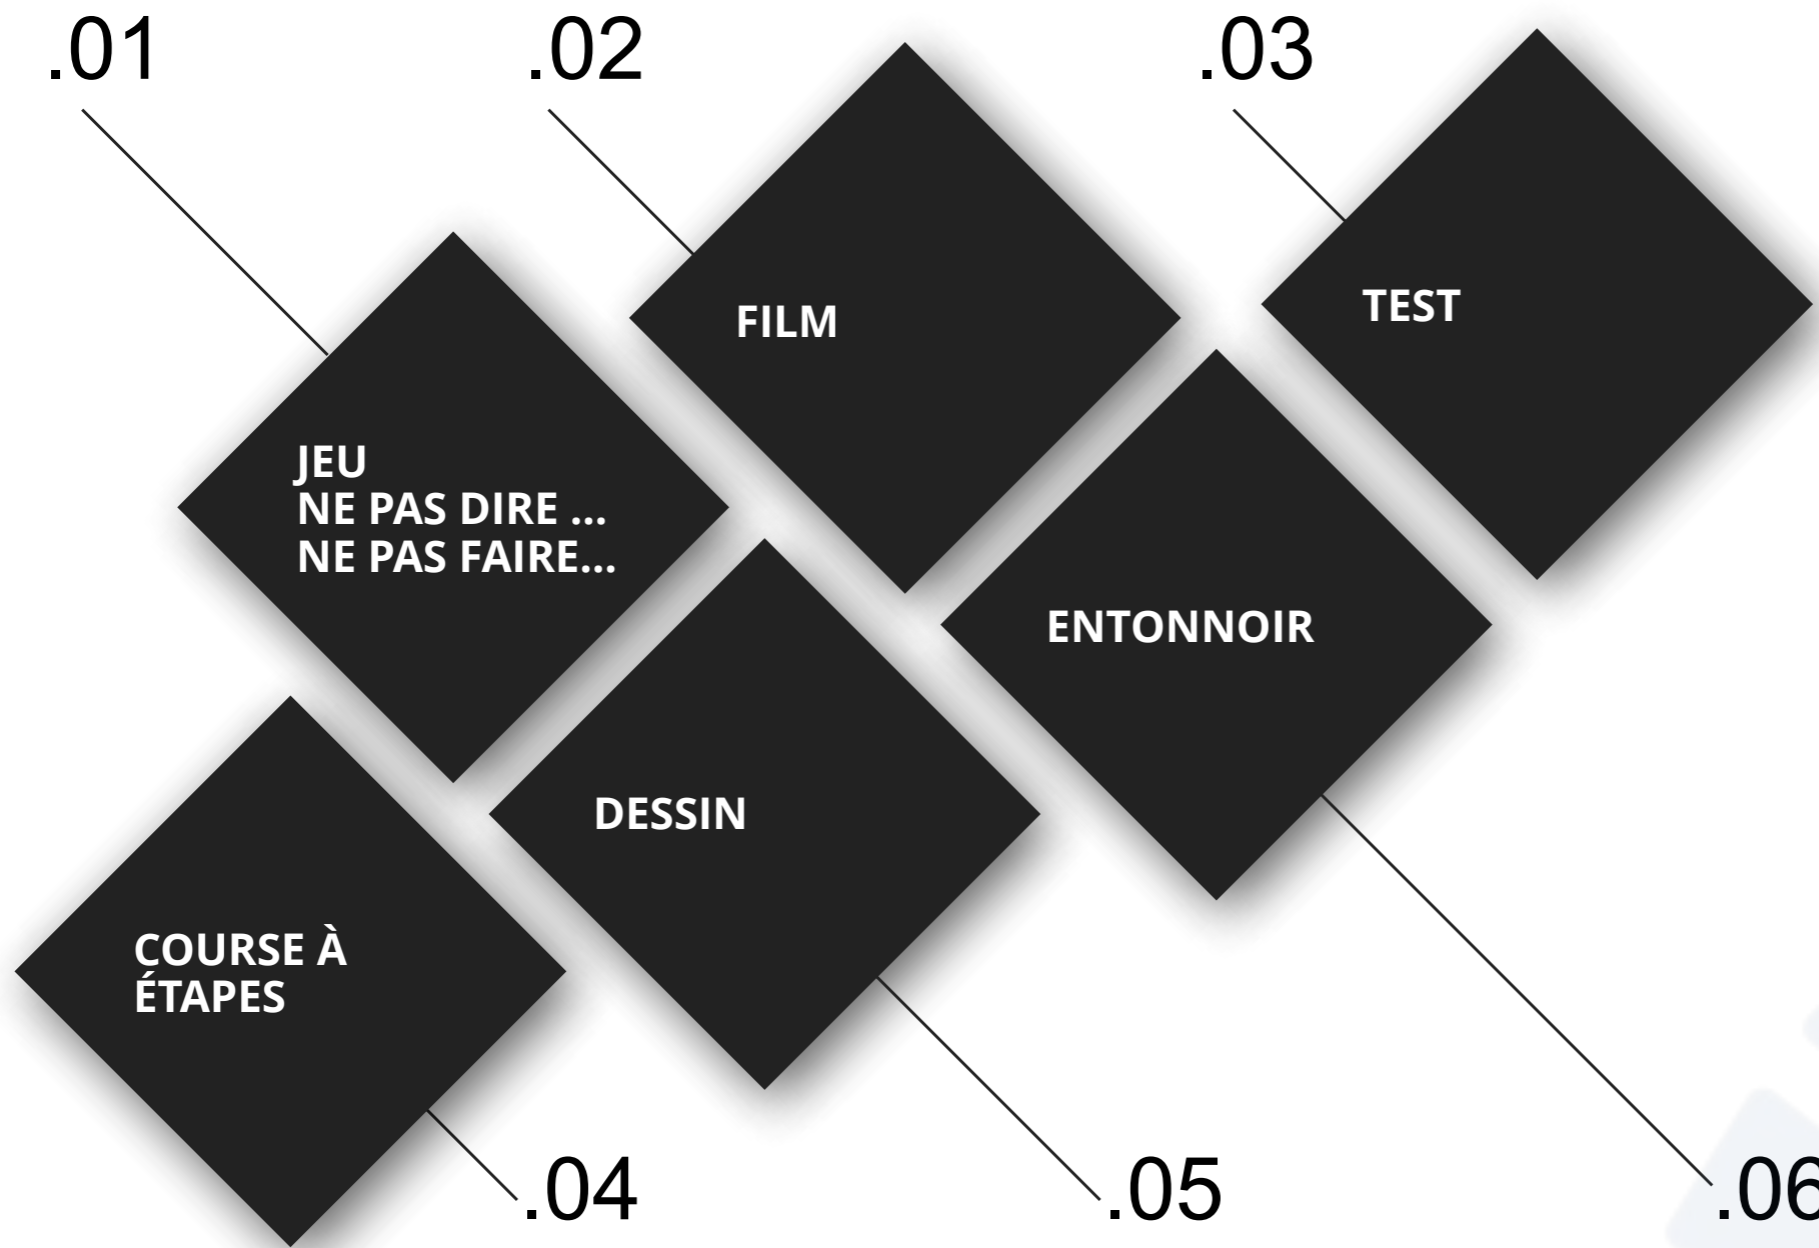 .01
.02
.03
FILM
TEST
JEU
NE PAS DIRE ...
NE PAS FAIRE...
ENTONNOIR
DESSIN
COURSE À
ÉTAPES
.04
.05
.06